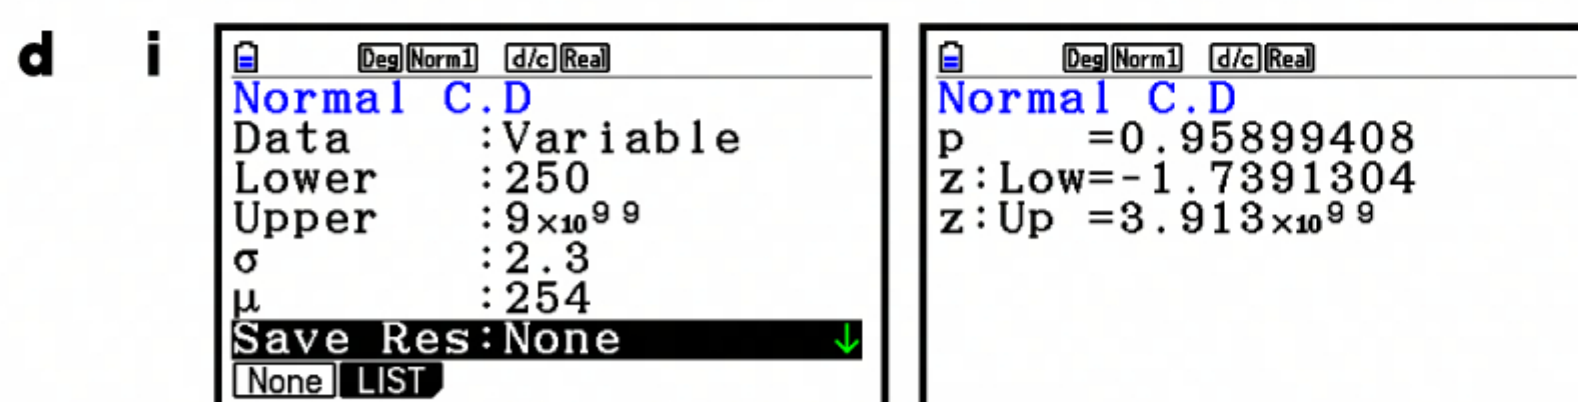 d i
Deg Norm1 d/c Real
Normal C.D
Data :Variable
Lower :250
Upper :9×10⁹⁹
σ :2.3
μ :254
Save Res:None ↓
None LIST
Deg Norm1 d/c Real
Normal C.D
p =0.95899408
z:Low=-1.7391304
z:Up =3.913×10⁹⁹